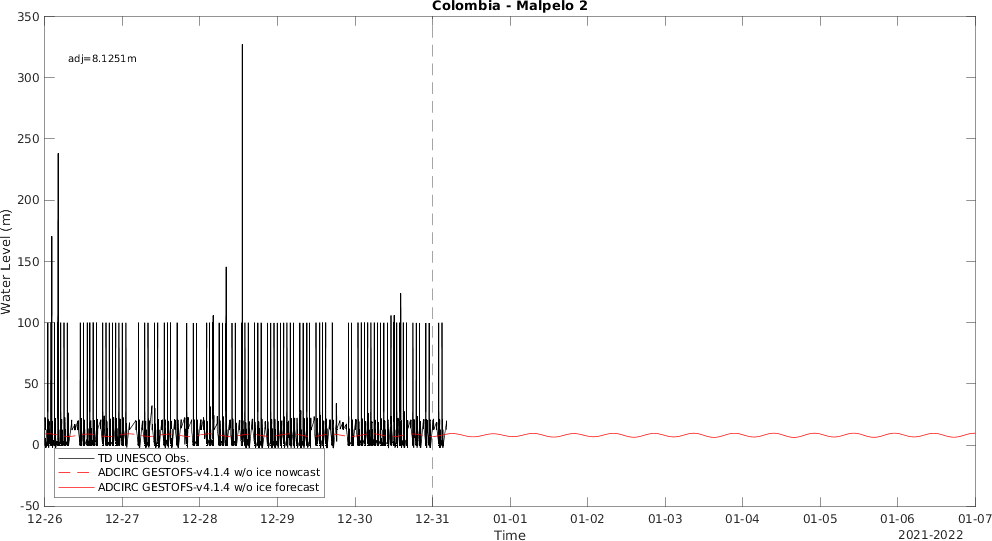 Colombia - Malpelo 2
adj=8.1251m
350
300
250
200
150
100
50
0
-50
Water Level (m)
TD UNESCO Obs.
ADCIRC GESTOFS-v4.1.4 w/o ice nowcast
ADCIRC GESTOFS-v4.1.4 w/o ice forecast
12-26 12-27 12-28 12-29 12-30 12-31 01-01 01-02 01-03 01-04 01-05 01-06 01-07
Time
2021-2022